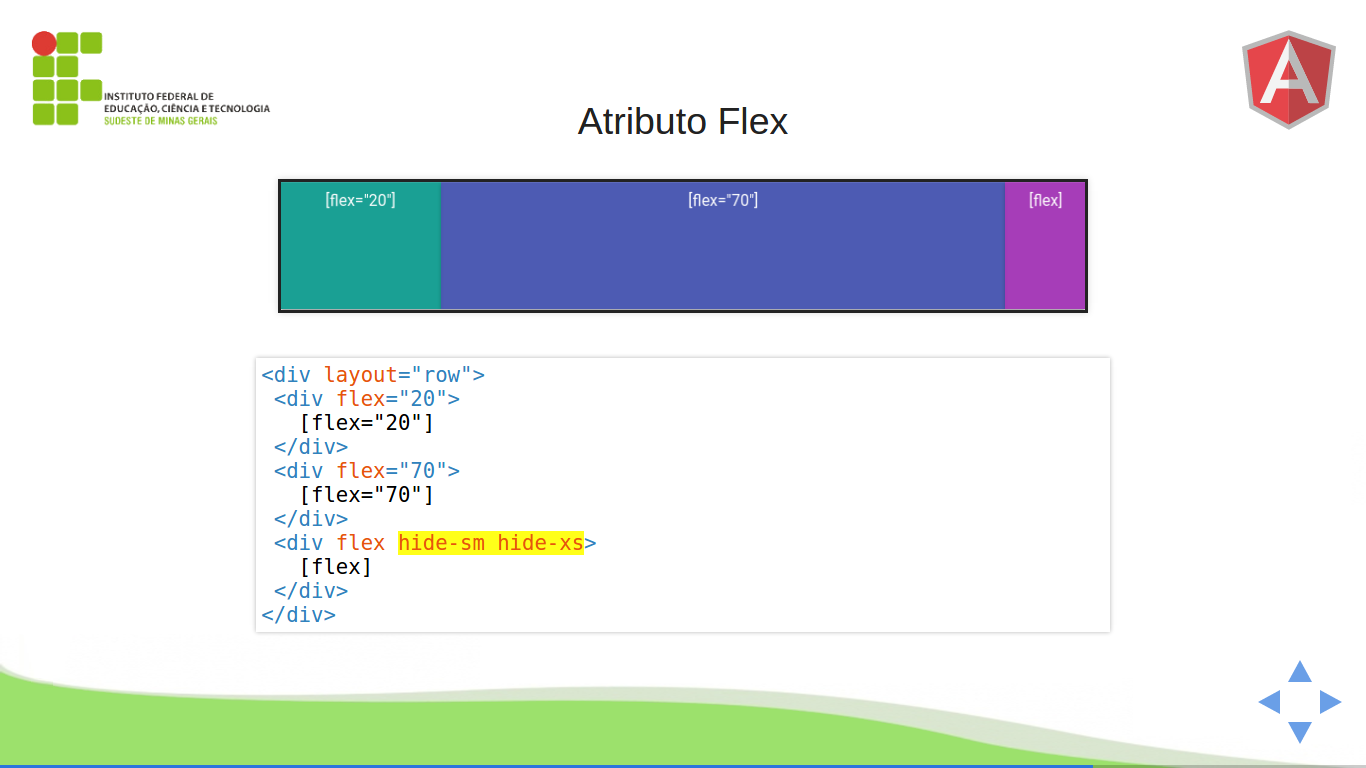 INSTITUTO FEDERAL DE
EDUCAÇÃO, CIÊNCIA E TECNOLOGIA
SUDESTE DE MINAS GERAIS
A
Atributo Flex
[flex="20"] [flex="70"] [flex]
<div layout="row">
 <div flex="20">
   [flex="20"]
 </div>
 <div flex="70">
   [flex="70"]
 </div>
 <div flex hide-sm hide-xs>
   [flex]
 </div>
</div>